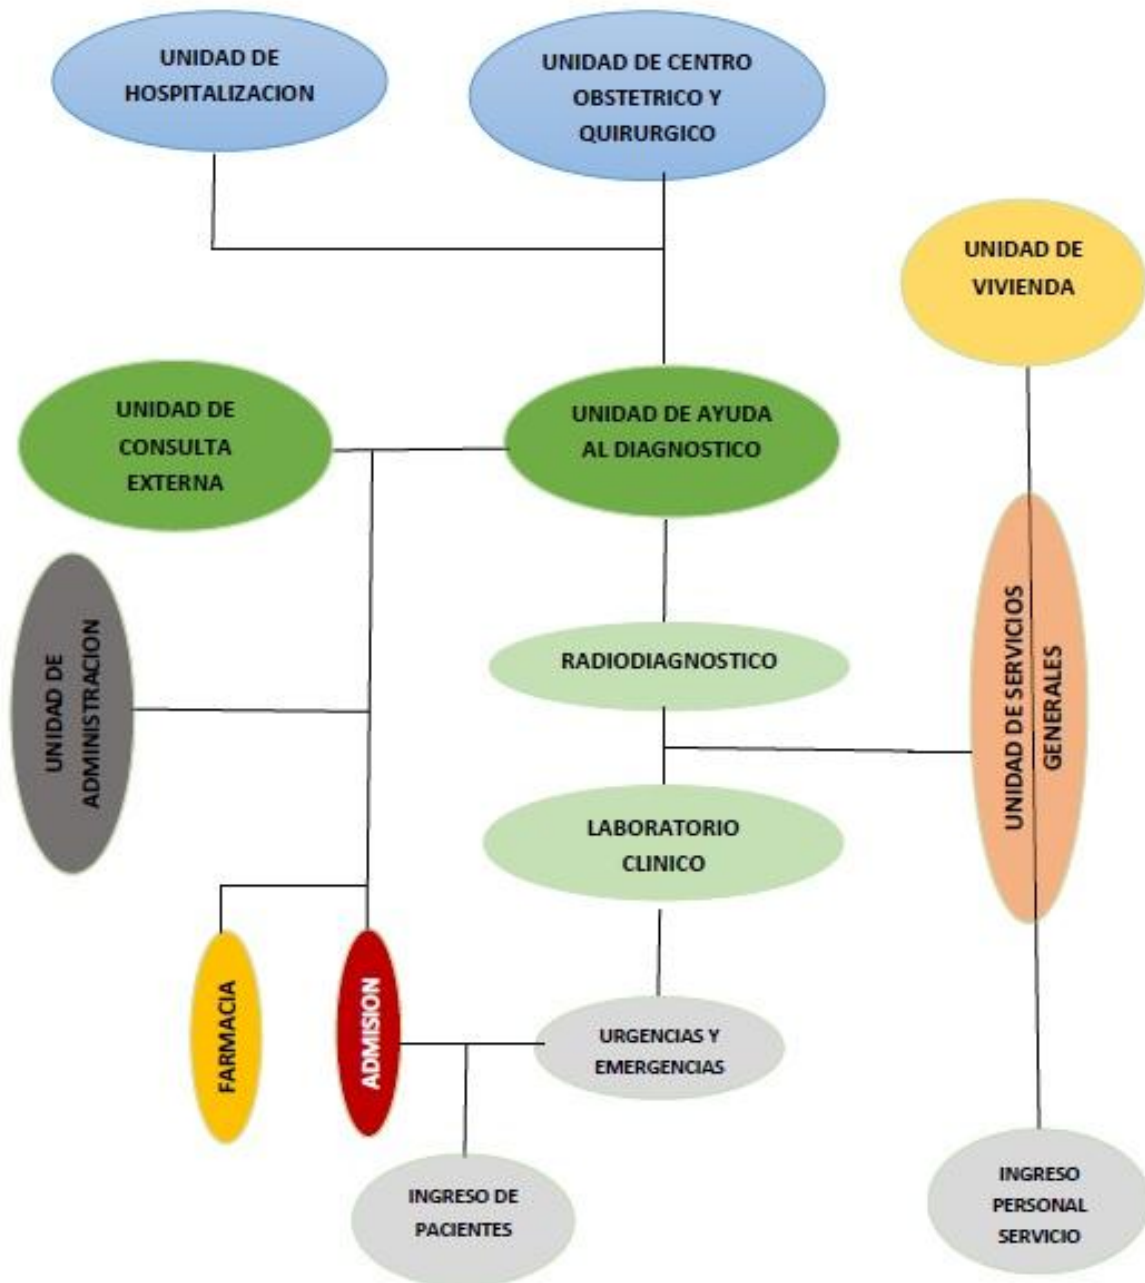 UNIDAD DE
HOSPITALIZACION
UNIDAD DE CENTRO
OBSTETRICO Y
QUIRURGICO
UNIDAD DE
VIVIENDA
UNIDAD DE
CONSULTA
EXTERNA
UNIDAD DE AYUDA
AL DIAGNOSTICO
UNIDAD DE
ADMINISTRACION
RADIODIAGNOSTICO
UNIDAD DE SERVICIOS
GENERALES
LABORATORIO
CLINICO
FARMACIA
ADMISION
URGENCIAS Y
EMERGENCIAS
INGRESO DE
PACIENTES
INGRESO
PERSONAL
SERVICIO